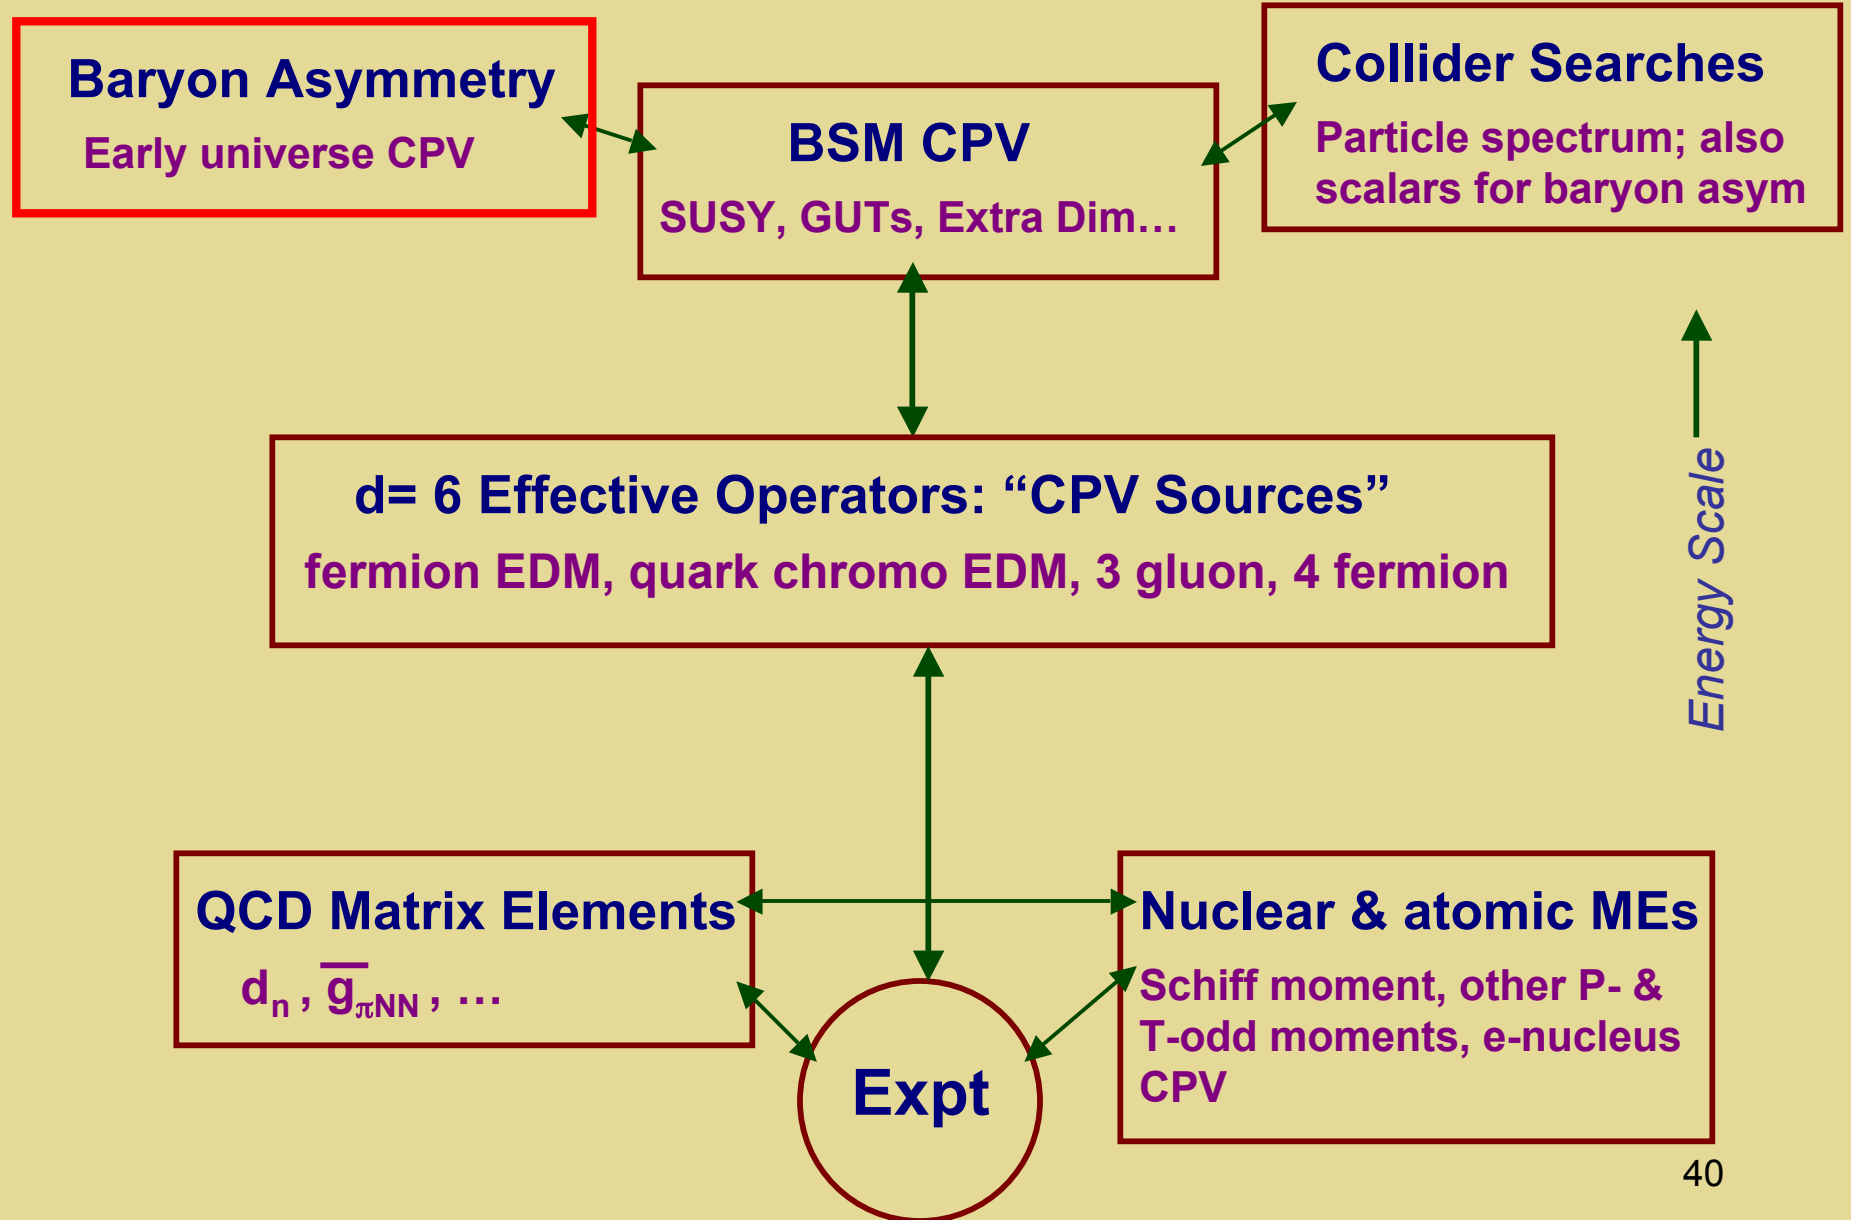 Baryon Asymmetry
Early universe CPV
BSM CPV
SUSY, GUTs, Extra Dim…
Collider Searches
Particle spectrum; also
scalars for baryon asym
d= 6 Effective Operators: “CPV Sources”
fermion EDM, quark chromo EDM, 3 gluon, 4 fermion
Energy Scale
QCD Matrix Elements
dₙ , g̅πNN , …
Nuclear & atomic MEs
Schiff moment, other P- &
T-odd moments, e-nucleus
CPV
Expt
40